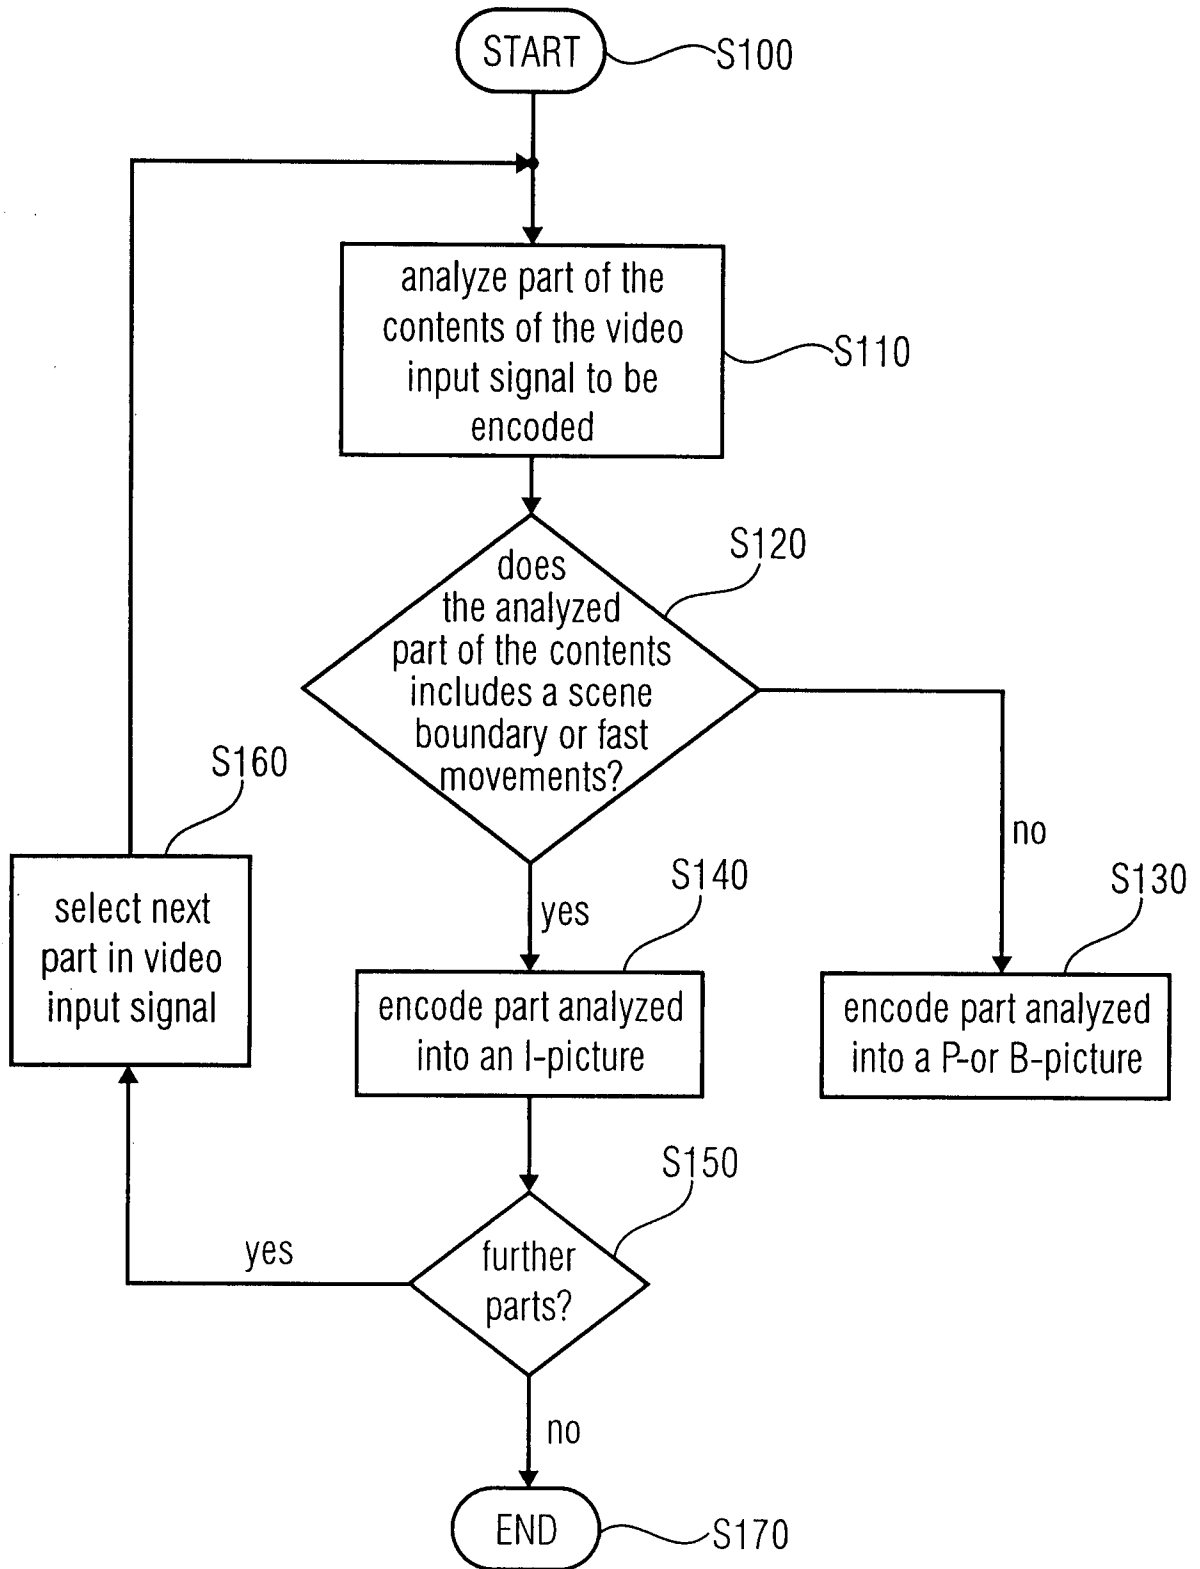 START
S100
analyze part of the
contents of the video
input signal to be
encoded
S110
S120
does
the analyzed
part of the contents
includes a scene
boundary or fast
movements?
no
yes
S160
select next
part in video
input signal
S140
encode part analyzed
into an I-picture
S130
encode part analyzed
into a P-or B-picture
S150
further
parts?
yes
no
END
S170